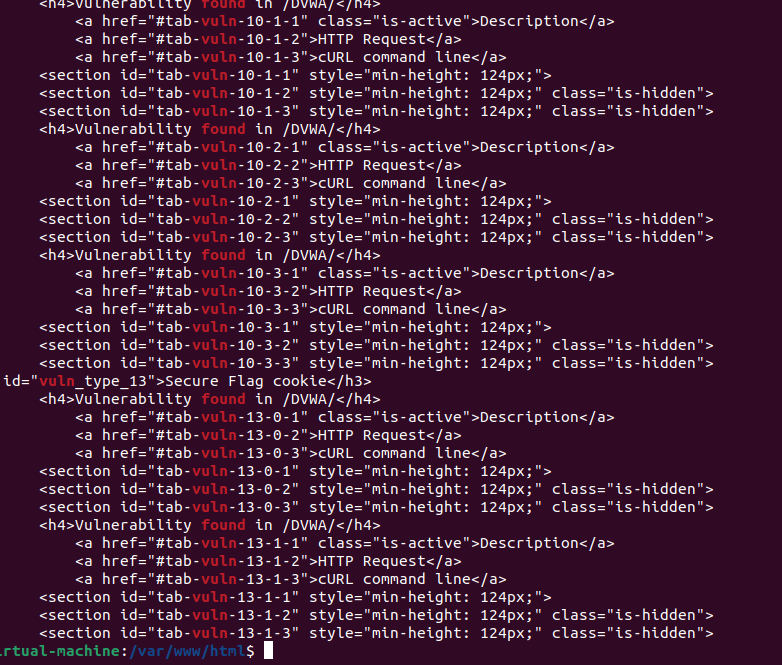 <h4>Vulnerability found in /DVWA/</h4>
<a href="#tab-vuln-10-1-1" class="is-active">Description</a>
<a href="#tab-vuln-10-1-2">HTTP Request</a>
<a href="#tab-vuln-10-1-3">cURL command line</a>
<section id="tab-vuln-10-1-1" style="min-height: 124px;">
<section id="tab-vuln-10-1-2" style="min-height: 124px;" class="is-hidden">
<section id="tab-vuln-10-1-3" style="min-height: 124px;" class="is-hidden">
<h4>Vulnerability found in /DVWA/</h4>
<a href="#tab-vuln-10-2-1" class="is-active">Description</a>
<a href="#tab-vuln-10-2-2">HTTP Request</a>
<a href="#tab-vuln-10-2-3">cURL command line</a>
<section id="tab-vuln-10-2-1" style="min-height: 124px;">
<section id="tab-vuln-10-2-2" style="min-height: 124px;" class="is-hidden">
<section id="tab-vuln-10-2-3" style="min-height: 124px;" class="is-hidden">
<h4>Vulnerability found in /DVWA/</h4>
<a href="#tab-vuln-10-3-1" class="is-active">Description</a>
<a href="#tab-vuln-10-3-2">HTTP Request</a>
<a href="#tab-vuln-10-3-3">cURL command line</a>
<section id="tab-vuln-10-3-1" style="min-height: 124px;">
<section id="tab-vuln-10-3-2" style="min-height: 124px;" class="is-hidden">
<section id="tab-vuln-10-3-3" style="min-height: 124px;" class="is-hidden">
id="vuln_type_13">Secure Flag cookie</h3>
<h4>Vulnerability found in /DVWA/</h4>
<a href="#tab-vuln-13-0-1" class="is-active">Description</a>
<a href="#tab-vuln-13-0-2">HTTP Request</a>
<a href="#tab-vuln-13-0-3">cURL command line</a>
<section id="tab-vuln-13-0-1" style="min-height: 124px;">
<section id="tab-vuln-13-0-2" style="min-height: 124px;" class="is-hidden">
<section id="tab-vuln-13-0-3" style="min-height: 124px;" class="is-hidden">
<h4>Vulnerability found in /DVWA/</h4>
<a href="#tab-vuln-13-1-1" class="is-active">Description</a>
<a href="#tab-vuln-13-1-2">HTTP Request</a>
<a href="#tab-vuln-13-1-3">cURL command line</a>
<section id="tab-vuln-13-1-1" style="min-height: 124px;">
<section id="tab-vuln-13-1-2" style="min-height: 124px;" class="is-hidden">
<section id="tab-vuln-13-1-3" style="min-height: 124px;" class="is-hidden">
irtual-machine:/var/www/html$